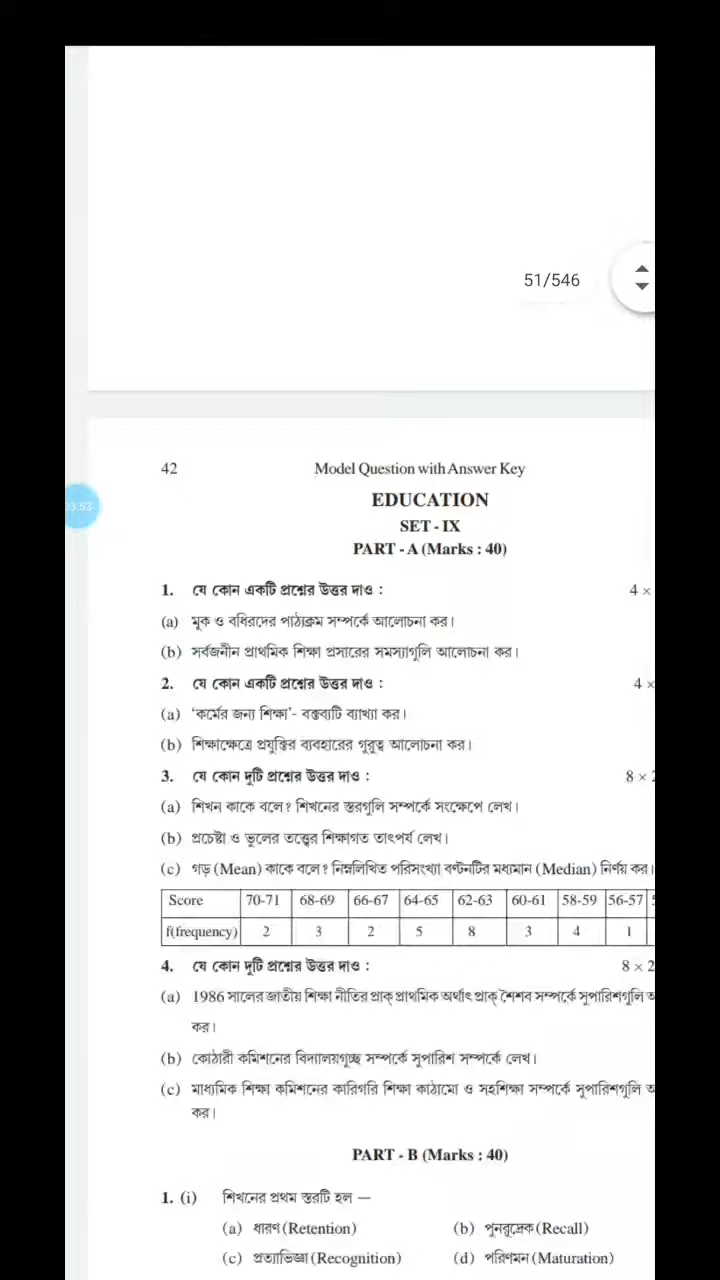 51/546
42 Model Question with Answer Key
EDUCATION
SET - IX
PART - A (Marks : 40)
1. যে কোন একটি প্রশ্নের উত্তর দাও : 4 ×
(a) মূক ও বধিরদের পাঠ্যক্রম সম্পর্কে আলোচনা কর।
(b) সর্বজনীন প্রাথমিক শিক্ষা প্রসারের সমস্যাগুলি আলোচনা কর।
2. যে কোন একটি প্রশ্নের উত্তর দাও : 4 ×
(a) ‘কর্মের জন্য শিক্ষা’- বক্তব্যটি ব্যাখ্যা কর।
(b) শিক্ষাক্ষেত্রে প্রযুক্তির ব্যবহারের গুরুত্ব আলোচনা কর।
3. যে কোন দুটি প্রশ্নের উত্তর দাও : 8 ×
(a) শিখন কাকে বলে? শিখনের স্তরগুলি সম্পর্কে সংক্ষেপে লেখ।
(b) প্রচেষ্টা ও ভুলের তত্ত্বের শিক্ষাগত তাৎপর্য লেখ।
(c) গড় (Mean) কাকে বলে? নিম্নলিখিত পরিসংখ্যা বণ্টনটির মধ্যমান (Median) নির্ণয় কর।
Score 70-71 68-69 66-67 64-65 62-63 60-61 58-59 56-57
f(frequency) 2 3 2 5 8 3 4 1
4. যে কোন দুটি প্রশ্নের উত্তর দাও : 8 × 2
(a) 1986 সালের জাতীয় শিক্ষা নীতির প্রাক্ প্রাথমিক অর্থাৎ প্রাক্ শৈশব সম্পর্কে সুপারিশগুলি
কর।
(b) কোঠারী কমিশনের বিদ্যালয়গুচ্ছ সম্পর্কে সুপারিশ সম্পর্কে লেখ।
(c) মাধ্যমিক শিক্ষা কমিশনের কারিগরি শিক্ষা কাঠামো ও সহশিক্ষা সম্পর্কে সুপারিশগুলি
কর।
PART - B (Marks : 40)
1. (i) শিখনের প্রথম স্তরটি হল —
(a) ধারণ (Retention) (b) পুনরুদ্রেক (Recall)
(c) প্রত্যাভিজ্ঞা (Recognition) (d) পরিণমন (Maturation)